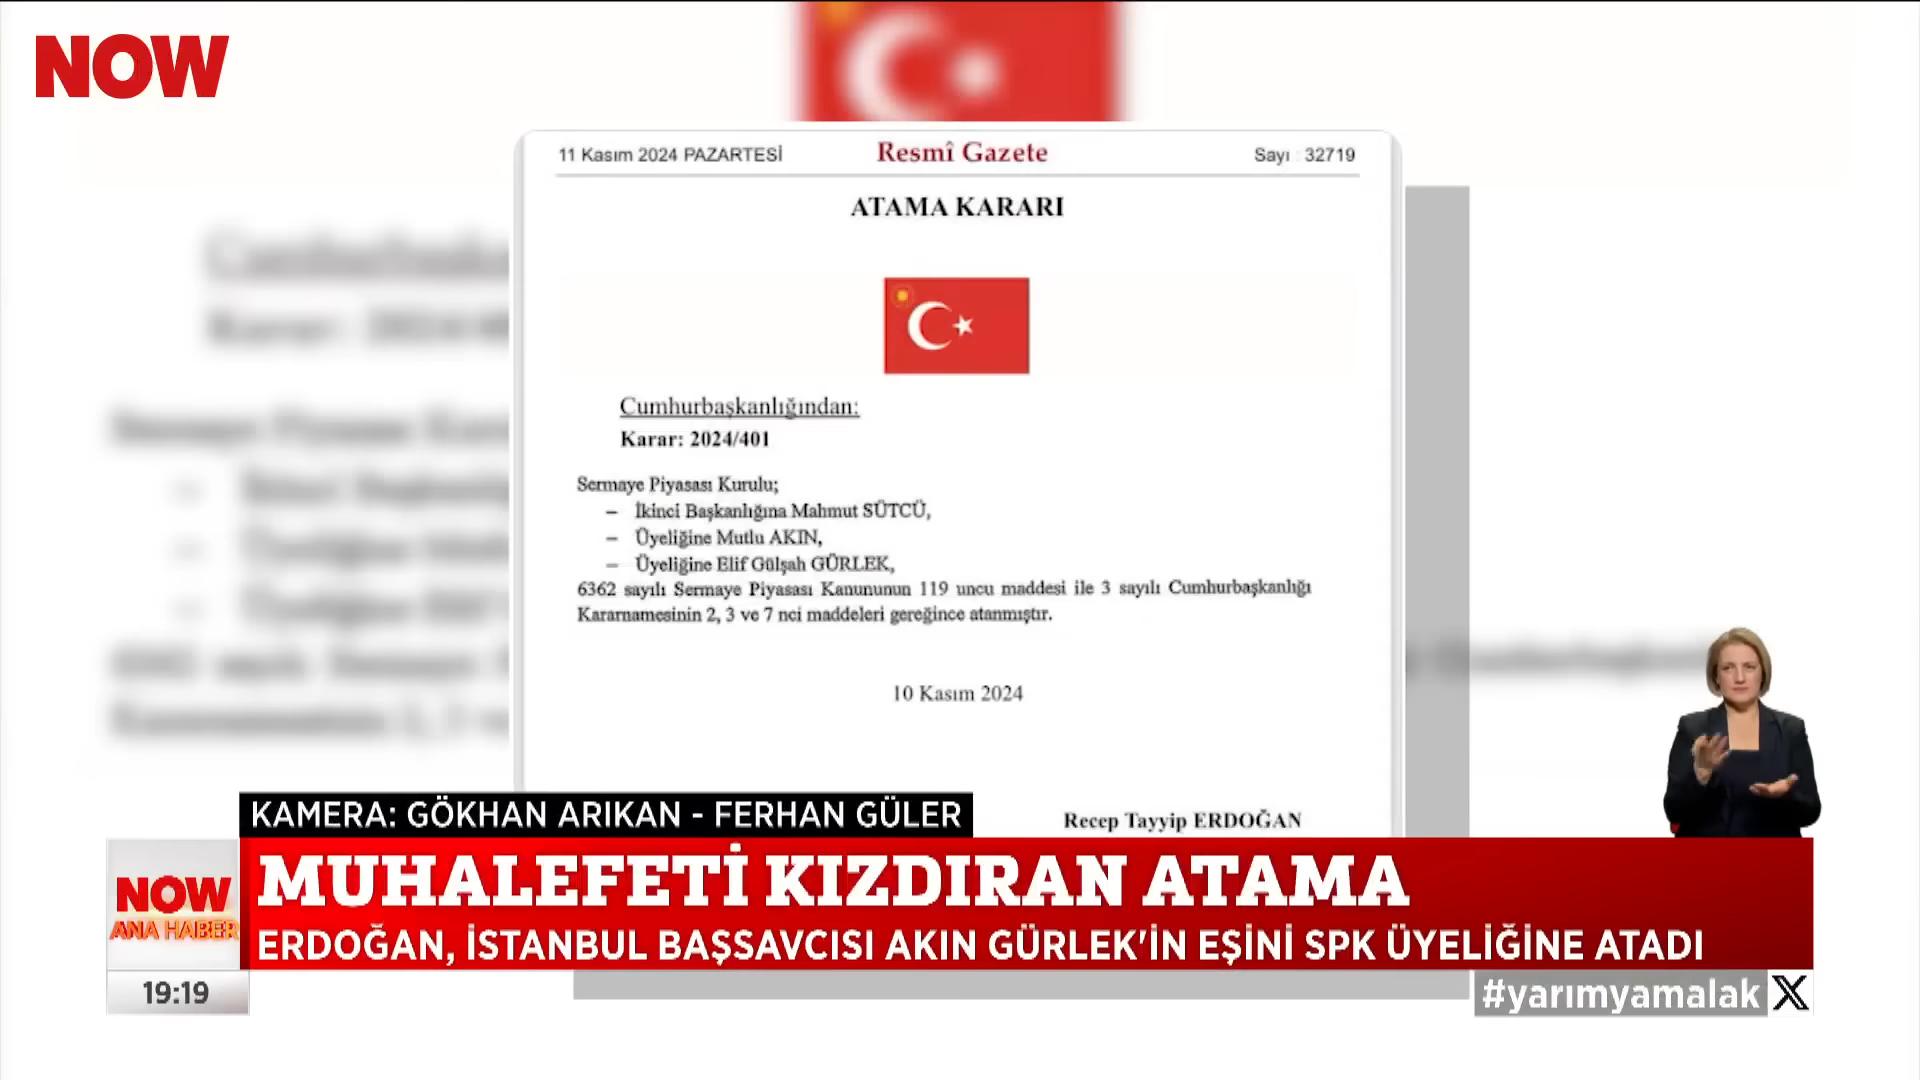 NOW
11 Kasım 2024 PAZARTESİ
Resmî Gazete
Sayı : 32719
ATAMA KARARI
Cumhurbaşkanlığından:
Karar: 2024/401
Sermaye Piyasası Kurulu;
– İkinci Başkanlığına Mahmut SÜTCÜ,
– Üyeliğine Mutlu AKIN,
– Üyeliğine Elif Gülşah GÜRLEK,
6362 sayılı Sermaye Piyasası Kanununun 119 uncu maddesi ile 3 sayılı Cumhurbaşkanlığı
Kararnamesinin 2, 3 ve 7 nci maddeleri gereğince atanmıştır.
10 Kasım 2024
Recep Tayyip ERDOĞAN
KAMERA: GÖKHAN ARIKAN - FERHAN GÜLER
MUHALEFETİ KIZDIRAN ATAMA
ERDOĞAN, İSTANBUL BAŞSAVCISI AKIN GÜRLEK'İN EŞİNİ SPK ÜYELİĞİNE ATADI
NOW
ANA HABER
19:19
#yarımyamalak X